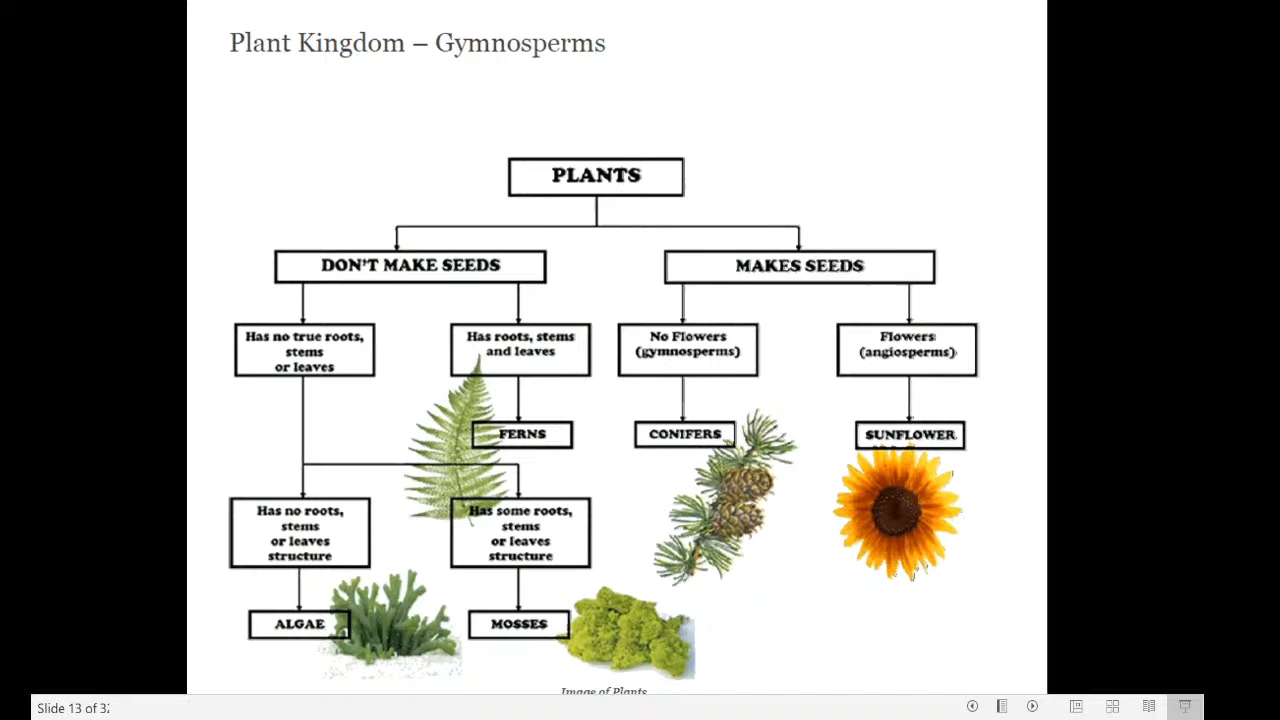 Plant Kingdom – Gymnosperms
PLANTS
DON'T MAKE SEEDS
MAKES SEEDS
Has no true roots,
stems
or leaves
Has roots, stems
and leaves
No Flowers
(gymnosperms)
Flowers
(angiosperms)
FERNS
CONIFERS
SUNFLOWER
Has no roots,
stems
or leaves
structure
Has some roots,
stems
or leaves
structure
ALGAE
MOSSES
Image of Plants
Slide 13 of 32